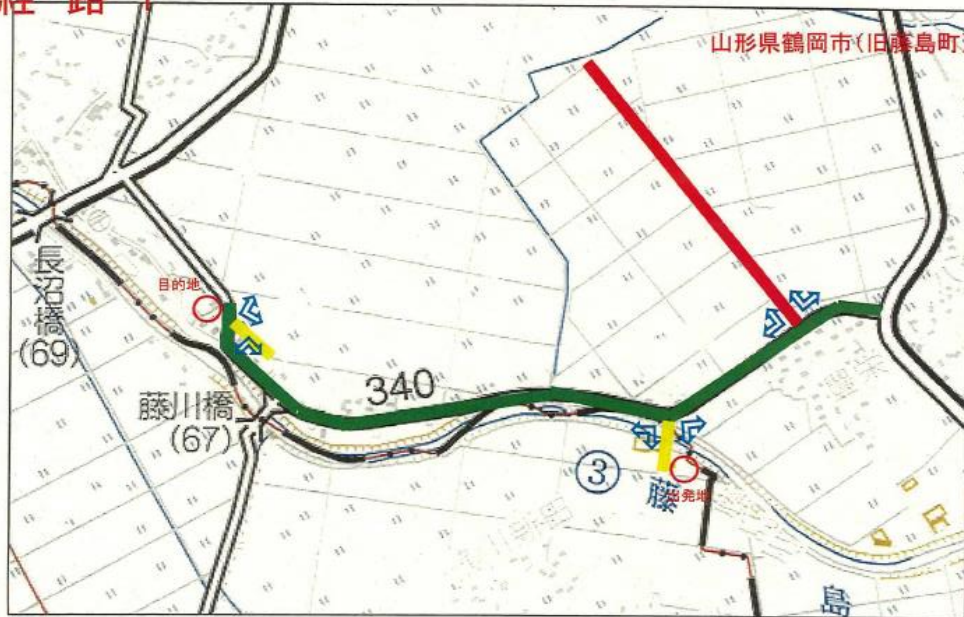 経 路
山形県鶴岡市(旧藤島町
目的地
長沼橋
(69)
340
藤川橋
(67)
③
藤
出発地
島